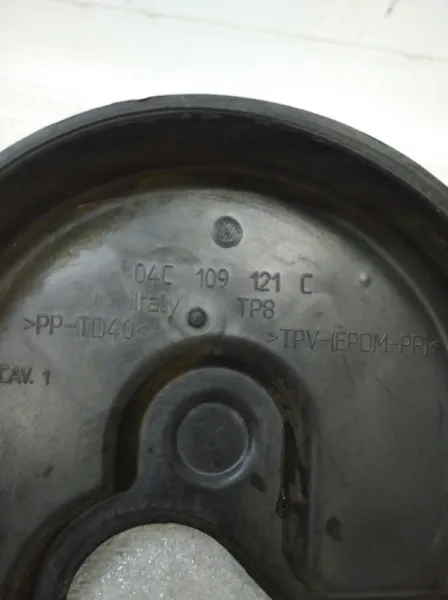 04C 109 121 C
Italy TP8
>PP-TD40< >TPV-(EPDM-PP)<
CAV. 1